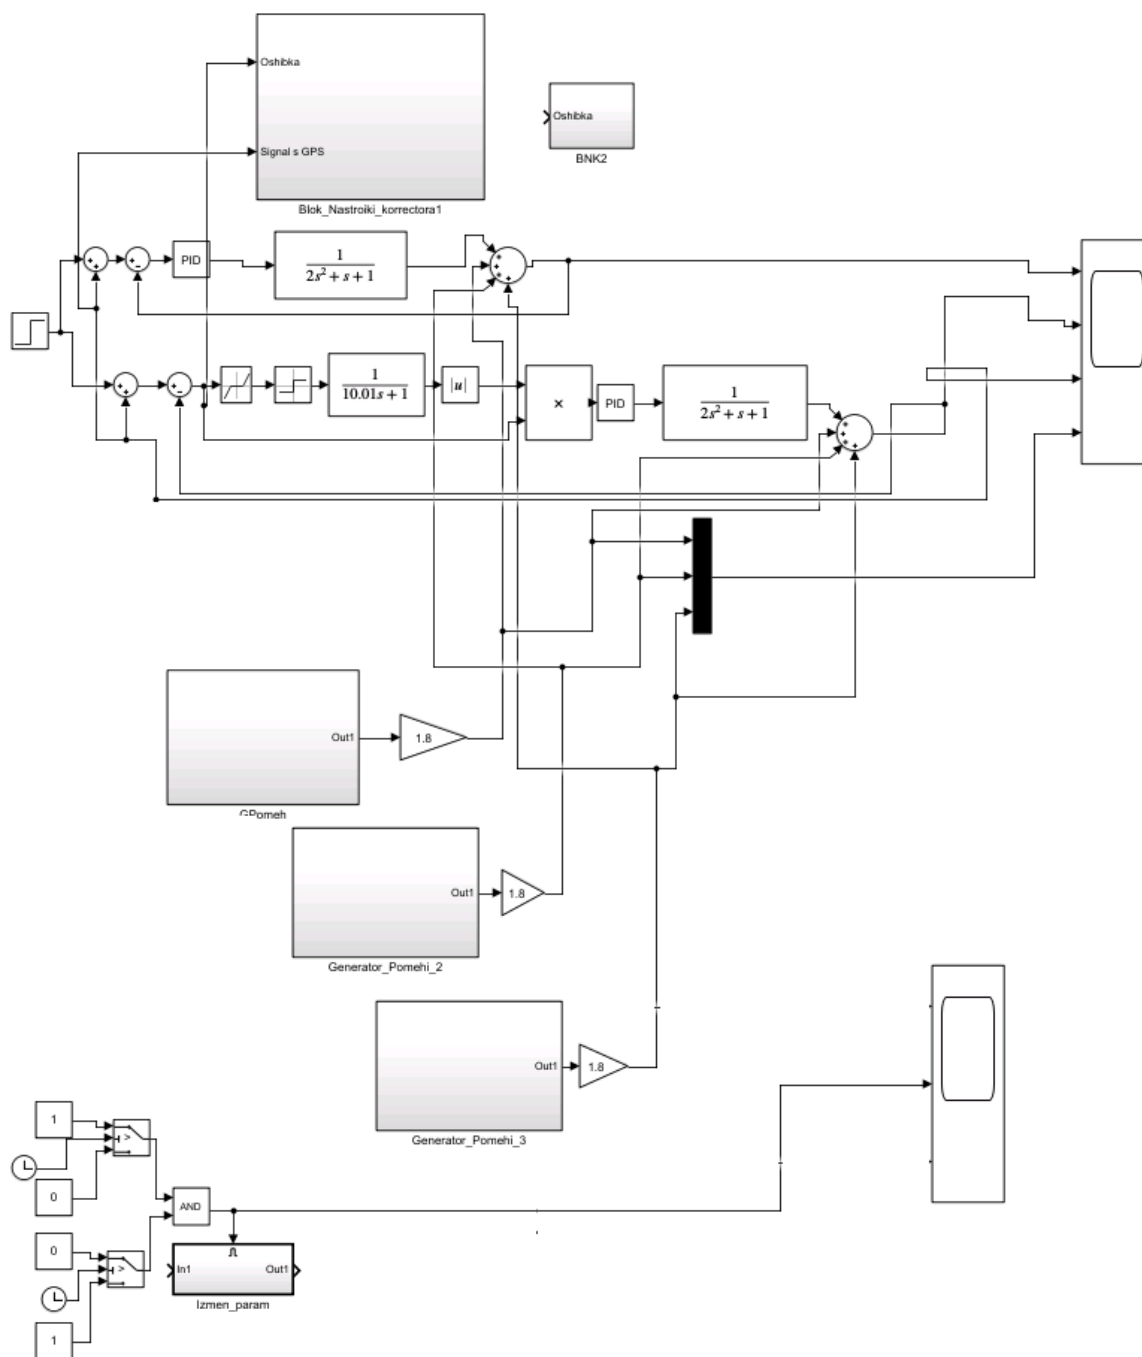 Oshibka
Signal s GPS
Blok_Nastroiki_korrectora1
Oshibka
BNK2
+
+
+
-
PID
1
2s² + s + 1
+
+
+
+
+
+
+
-
1
10.01s + 1
|u|
×
PID
1
2s² + s + 1
+
+
+
+
Out1
1.8
GPomeh
Out1
1.8
Generator_Pomehi_2
Out1
1.8
Generator_Pomehi_3
1
>
0
AND
0
>
In1
Out1
Izmen_param
1